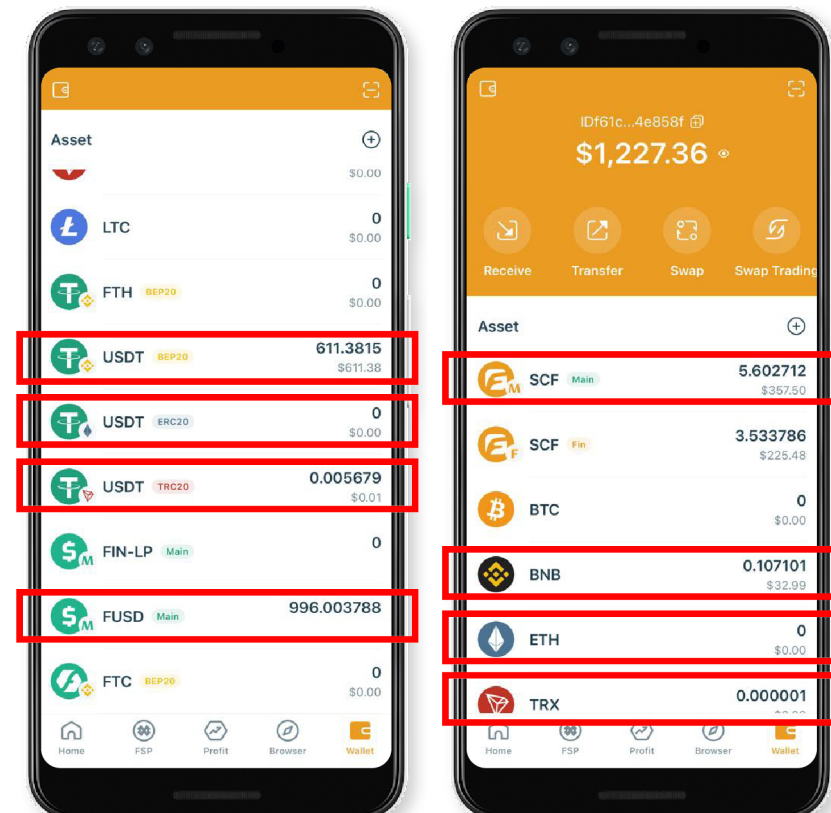 Asset
$0.00
LTC
0
$0.00
FTH BEP20
0
$0.00
USDT BEP20
611.3815
$611.38
USDT ERC20
0
$0.00
USDT TRC20
0.005679
$0.01
FIN-LP Main
0
FUSD Main
996.003788
FTC BEP20
0
$0.00
Home FSP Profit Browser Wallet
IDf61c...4e858f
$1,227.36
Receive Transfer Swap Swap Trading
Asset
SCF Main
5.602712
$357.50
SCF Fin
3.533786
$225.48
BTC
0
$0.00
BNB
0.107101
$32.99
ETH
0
$0.00
TRX
0.000001
Home FSP Profit Browser Wallet